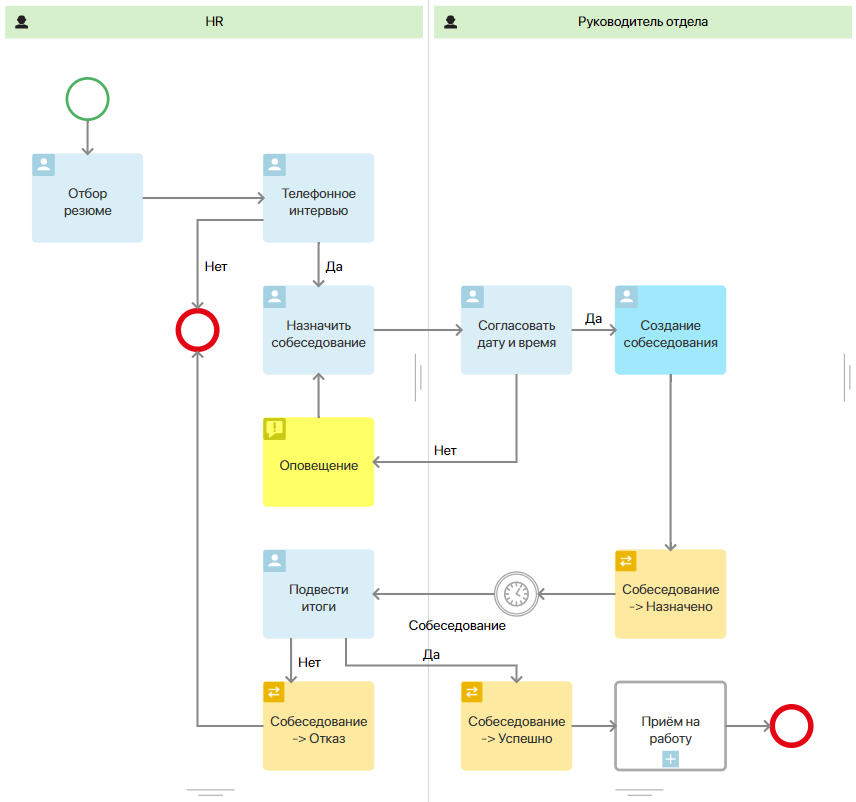 HR
Руководитель отдела
Отбор
резюме
Телефонное
интервью
Нет
Да
Назначить
собеседование
Согласовать
дату и время
Да
Создание
собеседования
Оповещение
Нет
Подвести
итоги
Собеседование
Собеседование
-> Назначено
Нет
Да
Собеседование
-> Отказ
Собеседование
-> Успешно
Приём на
работу